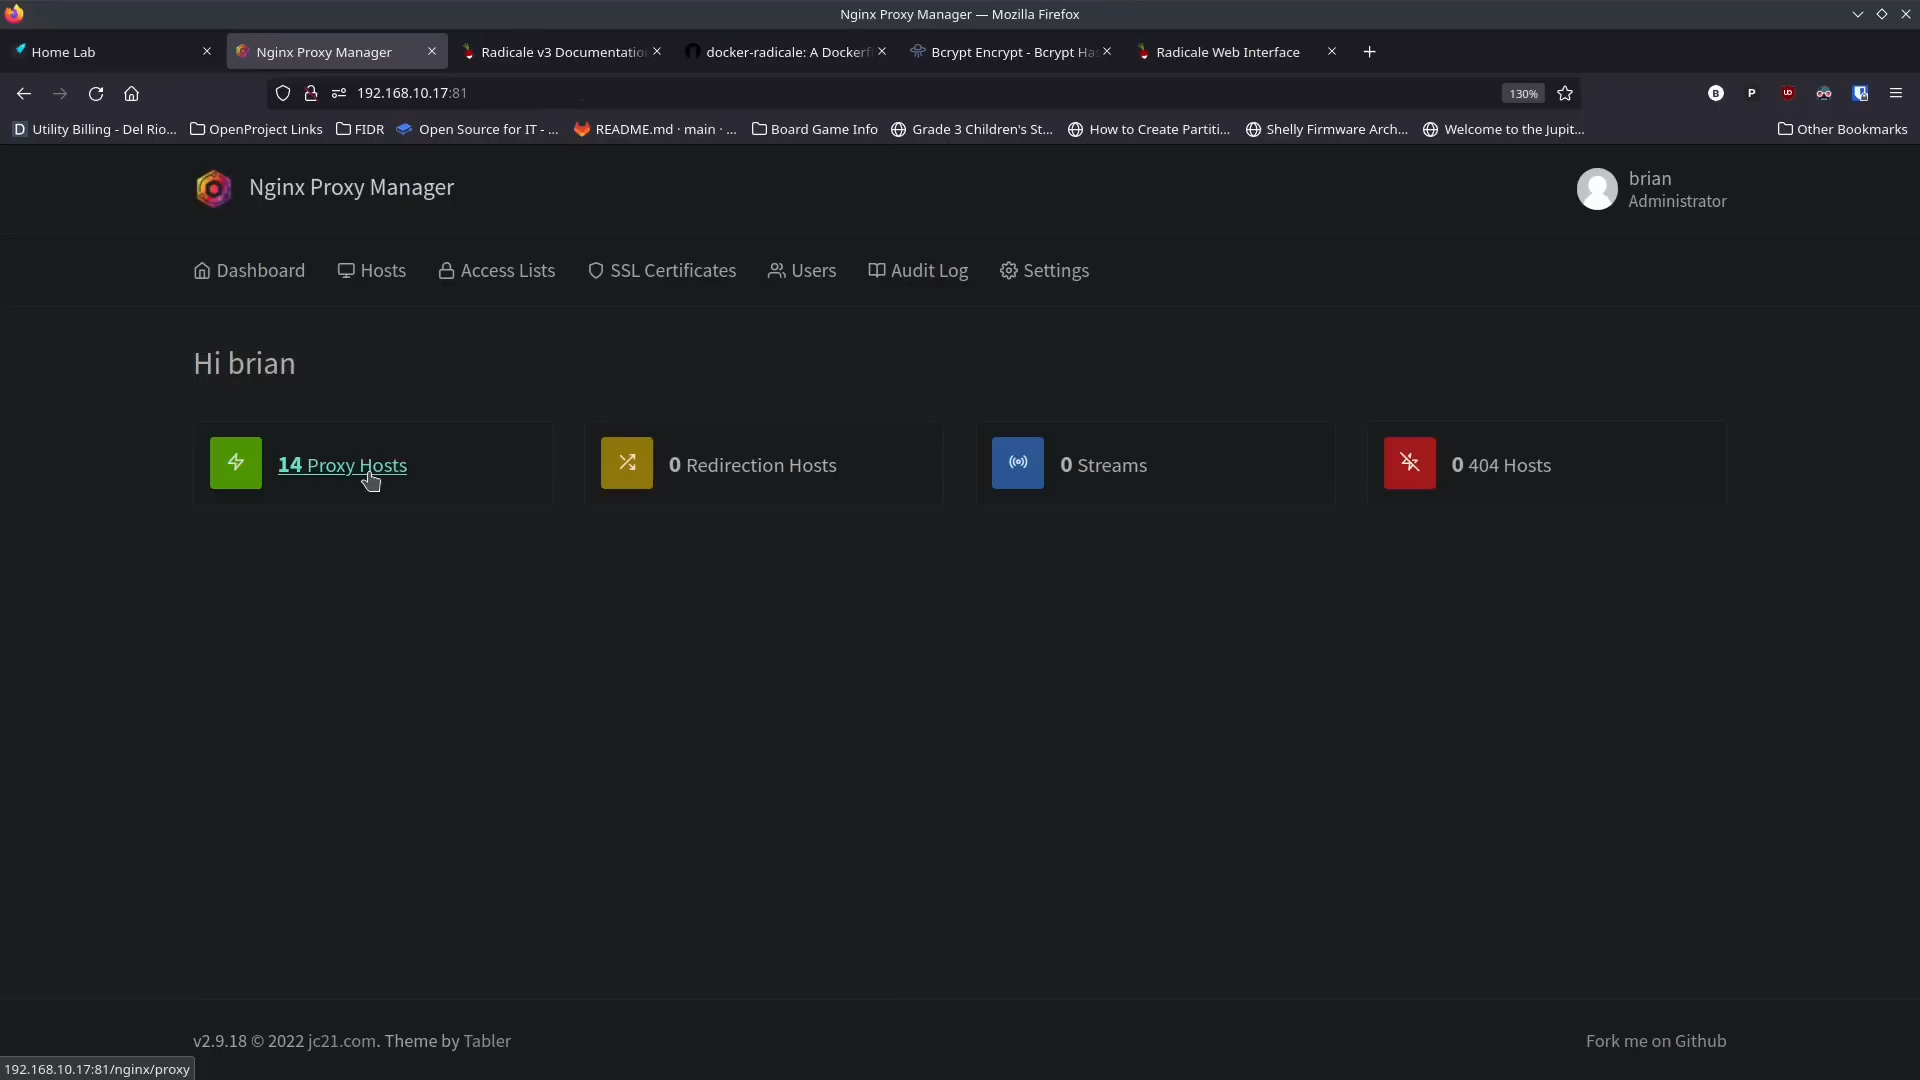 Nginx Proxy Manager — Mozilla Firefox
Home Lab
Nginx Proxy Manager
Radicale v3 Documentatio
docker-radicale: A Dockerf
Bcrypt Encrypt - Bcrypt Ha
Radicale Web Interface
192.168.10.17:81
130%
Utility Billing - Del Rio...
OpenProject Links
FIDR
Open Source for IT - ...
README.md · main · ...
Board Game Info
Grade 3 Children's St...
How to Create Partiti...
Shelly Firmware Arch...
Welcome to the Jupit...
Other Bookmarks
Nginx Proxy Manager
brian
Administrator
Dashboard
Hosts
Access Lists
SSL Certificates
Users
Audit Log
Settings
Hi brian
14 Proxy Hosts
0 Redirection Hosts
0 Streams
0 404 Hosts
v2.9.18 © 2022 jc21.com. Theme by Tabler
Fork me on Github
192.168.10.17:81/nginx/proxy